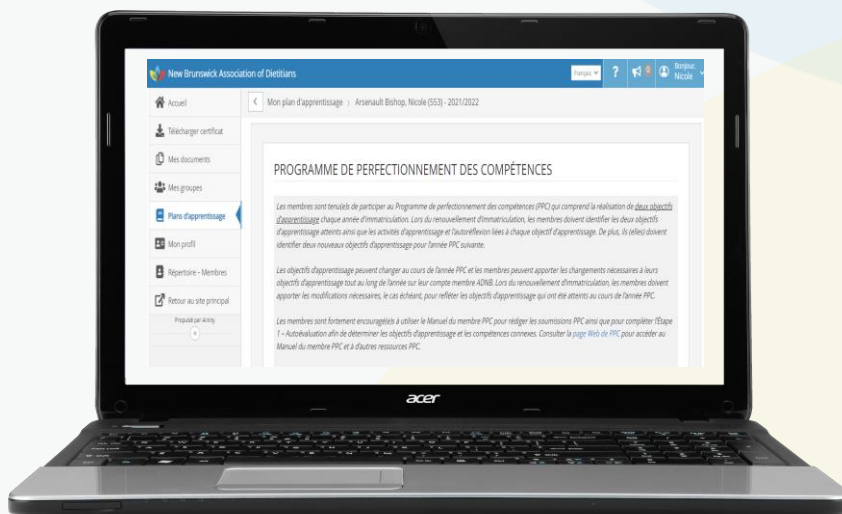 New Brunswick Association of Dietitians
Français
?
Bonjour,
Nicole
Accueil
Télécharger certificat
Mes documents
Mes groupes
Plans d'apprentissage
Mon profil
Répertoire – Membres
Retour au site principal
Propulsé par Alinity
Mon plan d'apprentissage › Arsenault Bishop, Nicole (553) - 2021/2022
PROGRAMME DE PERFECTIONNEMENT DES COMPÉTENCES
Les membres sont tenu(e)s de participer au Programme de perfectionnement des compétences (PPC) qui comprend la réalisation de deux objectifs
d'apprentissage chaque année d'immatriculation. Lors du renouvellement d'immatriculation, les membres doivent identifier les deux objectifs
d'apprentissage atteints ainsi que les activités d'apprentissage et l'autoréflexion liées à chaque objectif d'apprentissage. De plus, ils (elles) doivent
identifier deux nouveaux objectifs d'apprentissage pour l'année PPC suivante.
Les objectifs d'apprentissage peuvent changer au cours de l'année PPC et les membres peuvent apporter les changements nécessaires à leurs
objectifs d'apprentissage tout au long de l'année sur leur compte membre ADNB. Lors du renouvellement d'immatriculation, les membres doivent
apporter les modifications nécessaires, le cas échéant, pour refléter les objectifs d'apprentissage qui ont été atteints au cours de l'année PPC.
Les membres sont fortement encouragé(e)s à utiliser le Manuel du membre PPC pour rédiger les soumissions PPC ainsi que pour compléter l'Étape
1 – Autoévaluation afin de déterminer les objectifs d'apprentissage et les compétences connexes. Consulter la page Web de PPC pour accéder au
Manuel du membre PPC et à d'autres ressources PPC.
acer